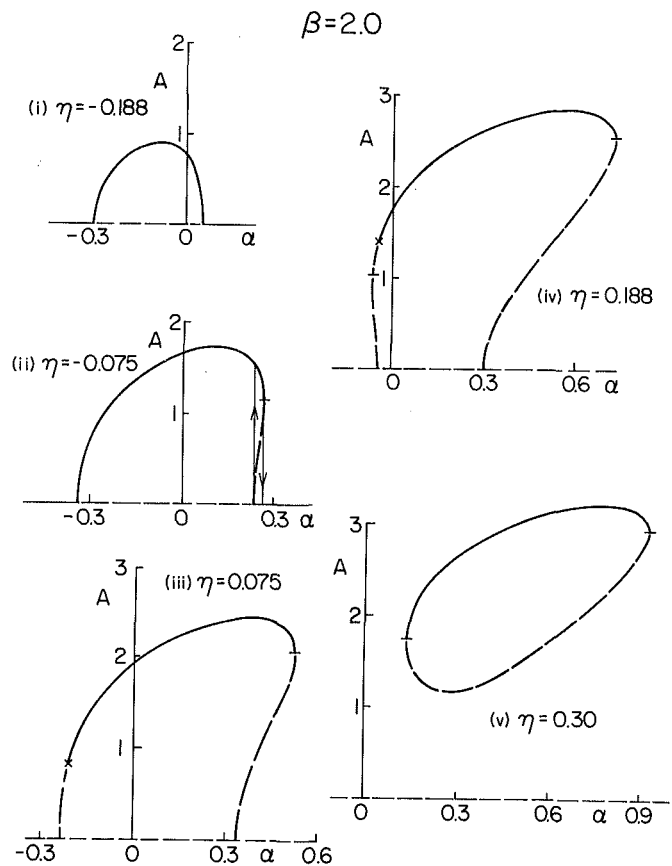 β=2.0
2
A
(i) η=-0.188
1
-0.3 0 α
3
A
2
1
(iv) η=0.188
0 0.3 0.6 α
2
A
(ii) η=-0.075
1
-0.3 0 0.3 α
3
A
(iii) η=0.075
2
1
-0.3 0 0.3 α 0.6
3
A
2
1
(v) η=0.30
0 0.3 0.6 α 0.9